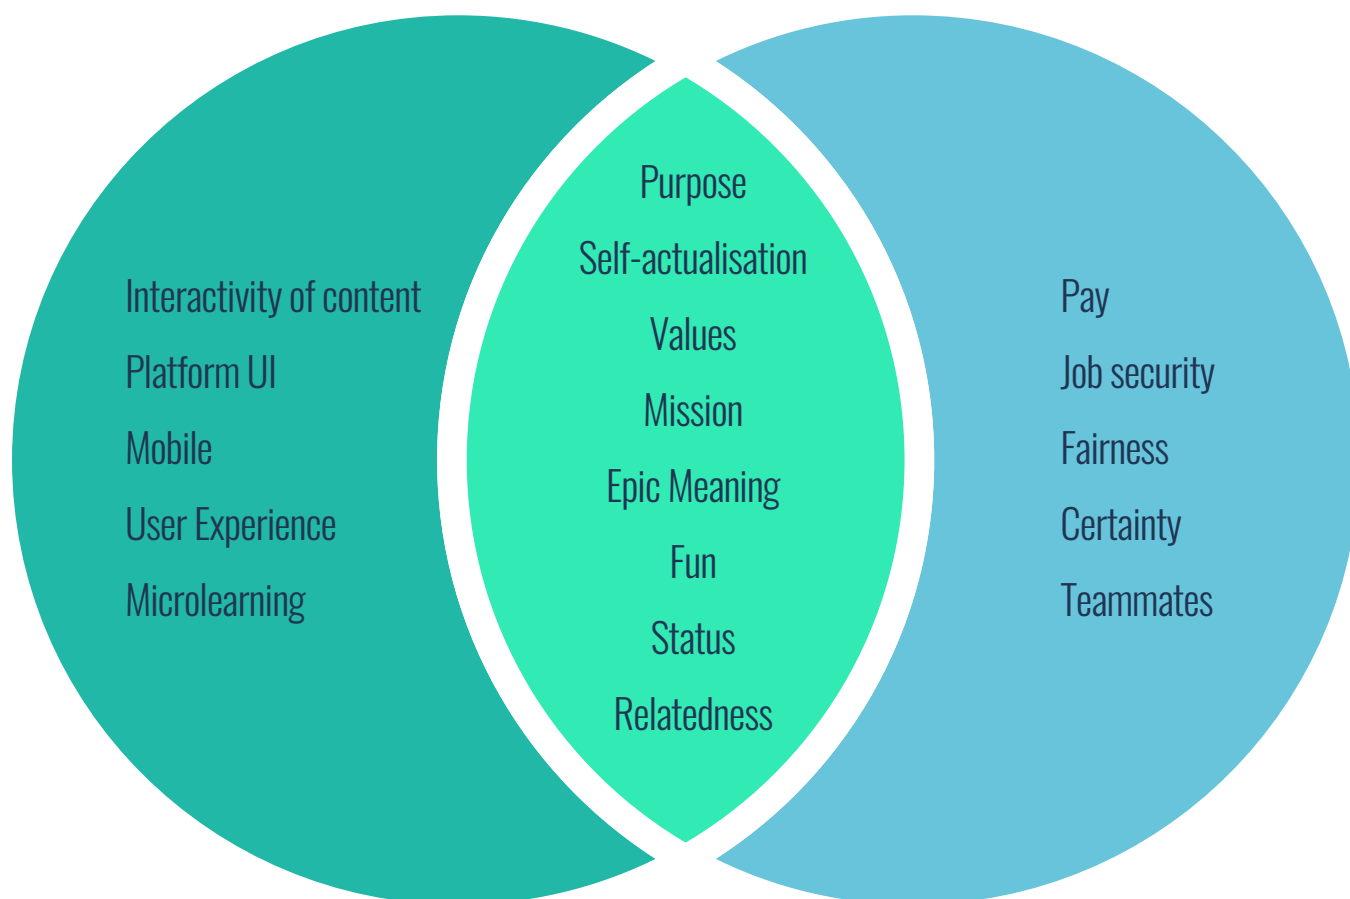 Interactivity of content
Platform UI
Mobile
User Experience
Microlearning
Purpose
Self-actualisation
Values
Mission
Epic Meaning
Fun
Status
Relatedness
Pay
Job security
Fairness
Certainty
Teammates